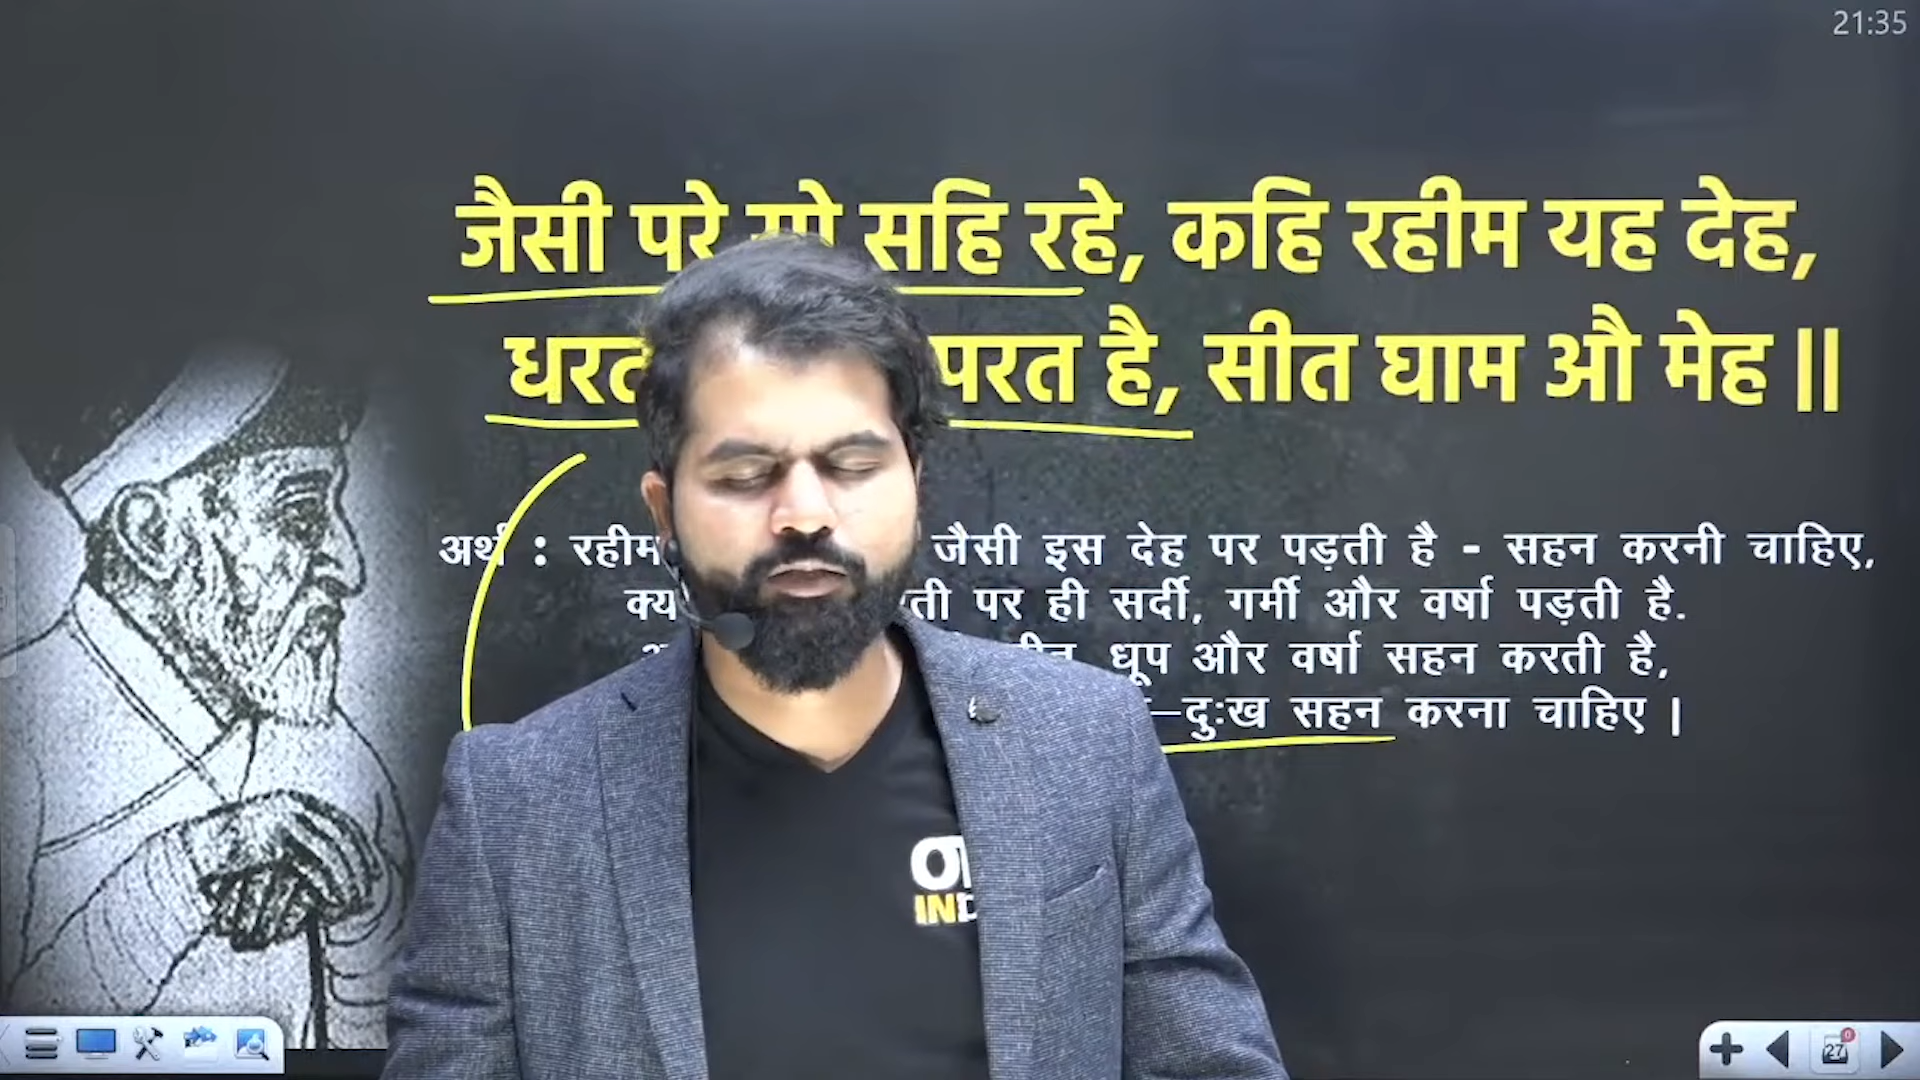 21:35
जैसी परे सो सहि रहे, कहि रहीम यह देह,
परत है, सीत घाम औ मेह ||
अर्थ : रहीम जैसी इस देह पर पड़ती है - सहन करनी चाहिए,
पर ही सर्दी, गर्मी और वर्षा पड़ती है.
धूप और वर्षा सहन करती है,
दुःख सहन करना चाहिए |
27